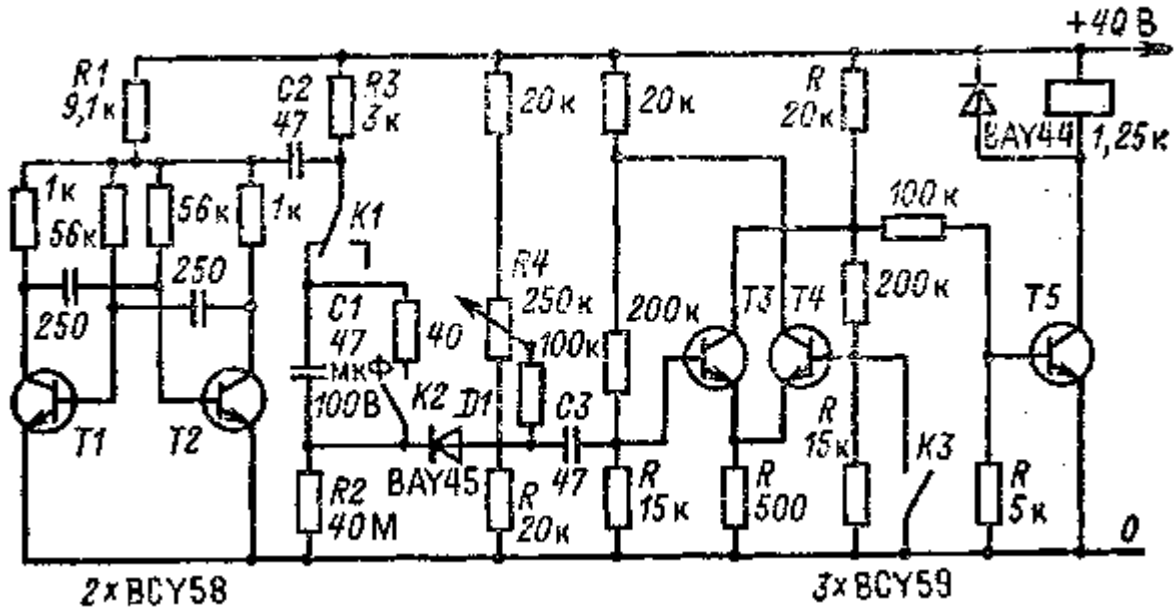 +40 В
R1
9,1к
C2
47
R3
3к
20к
20к
R
20к
BAY44
1,25к
1к
56к
56к
1к
K1
100к
250
250
C1
47
мкФ
100В
40
R4
250к
100к
200к
T3
T4
200к
T5
K2
D1
C3
47
T1
T2
BAY45
R2
40М
R
20к
R
15к
R
500
R
15к
K3
R
5к
0
2×BCY58
3×BCY59